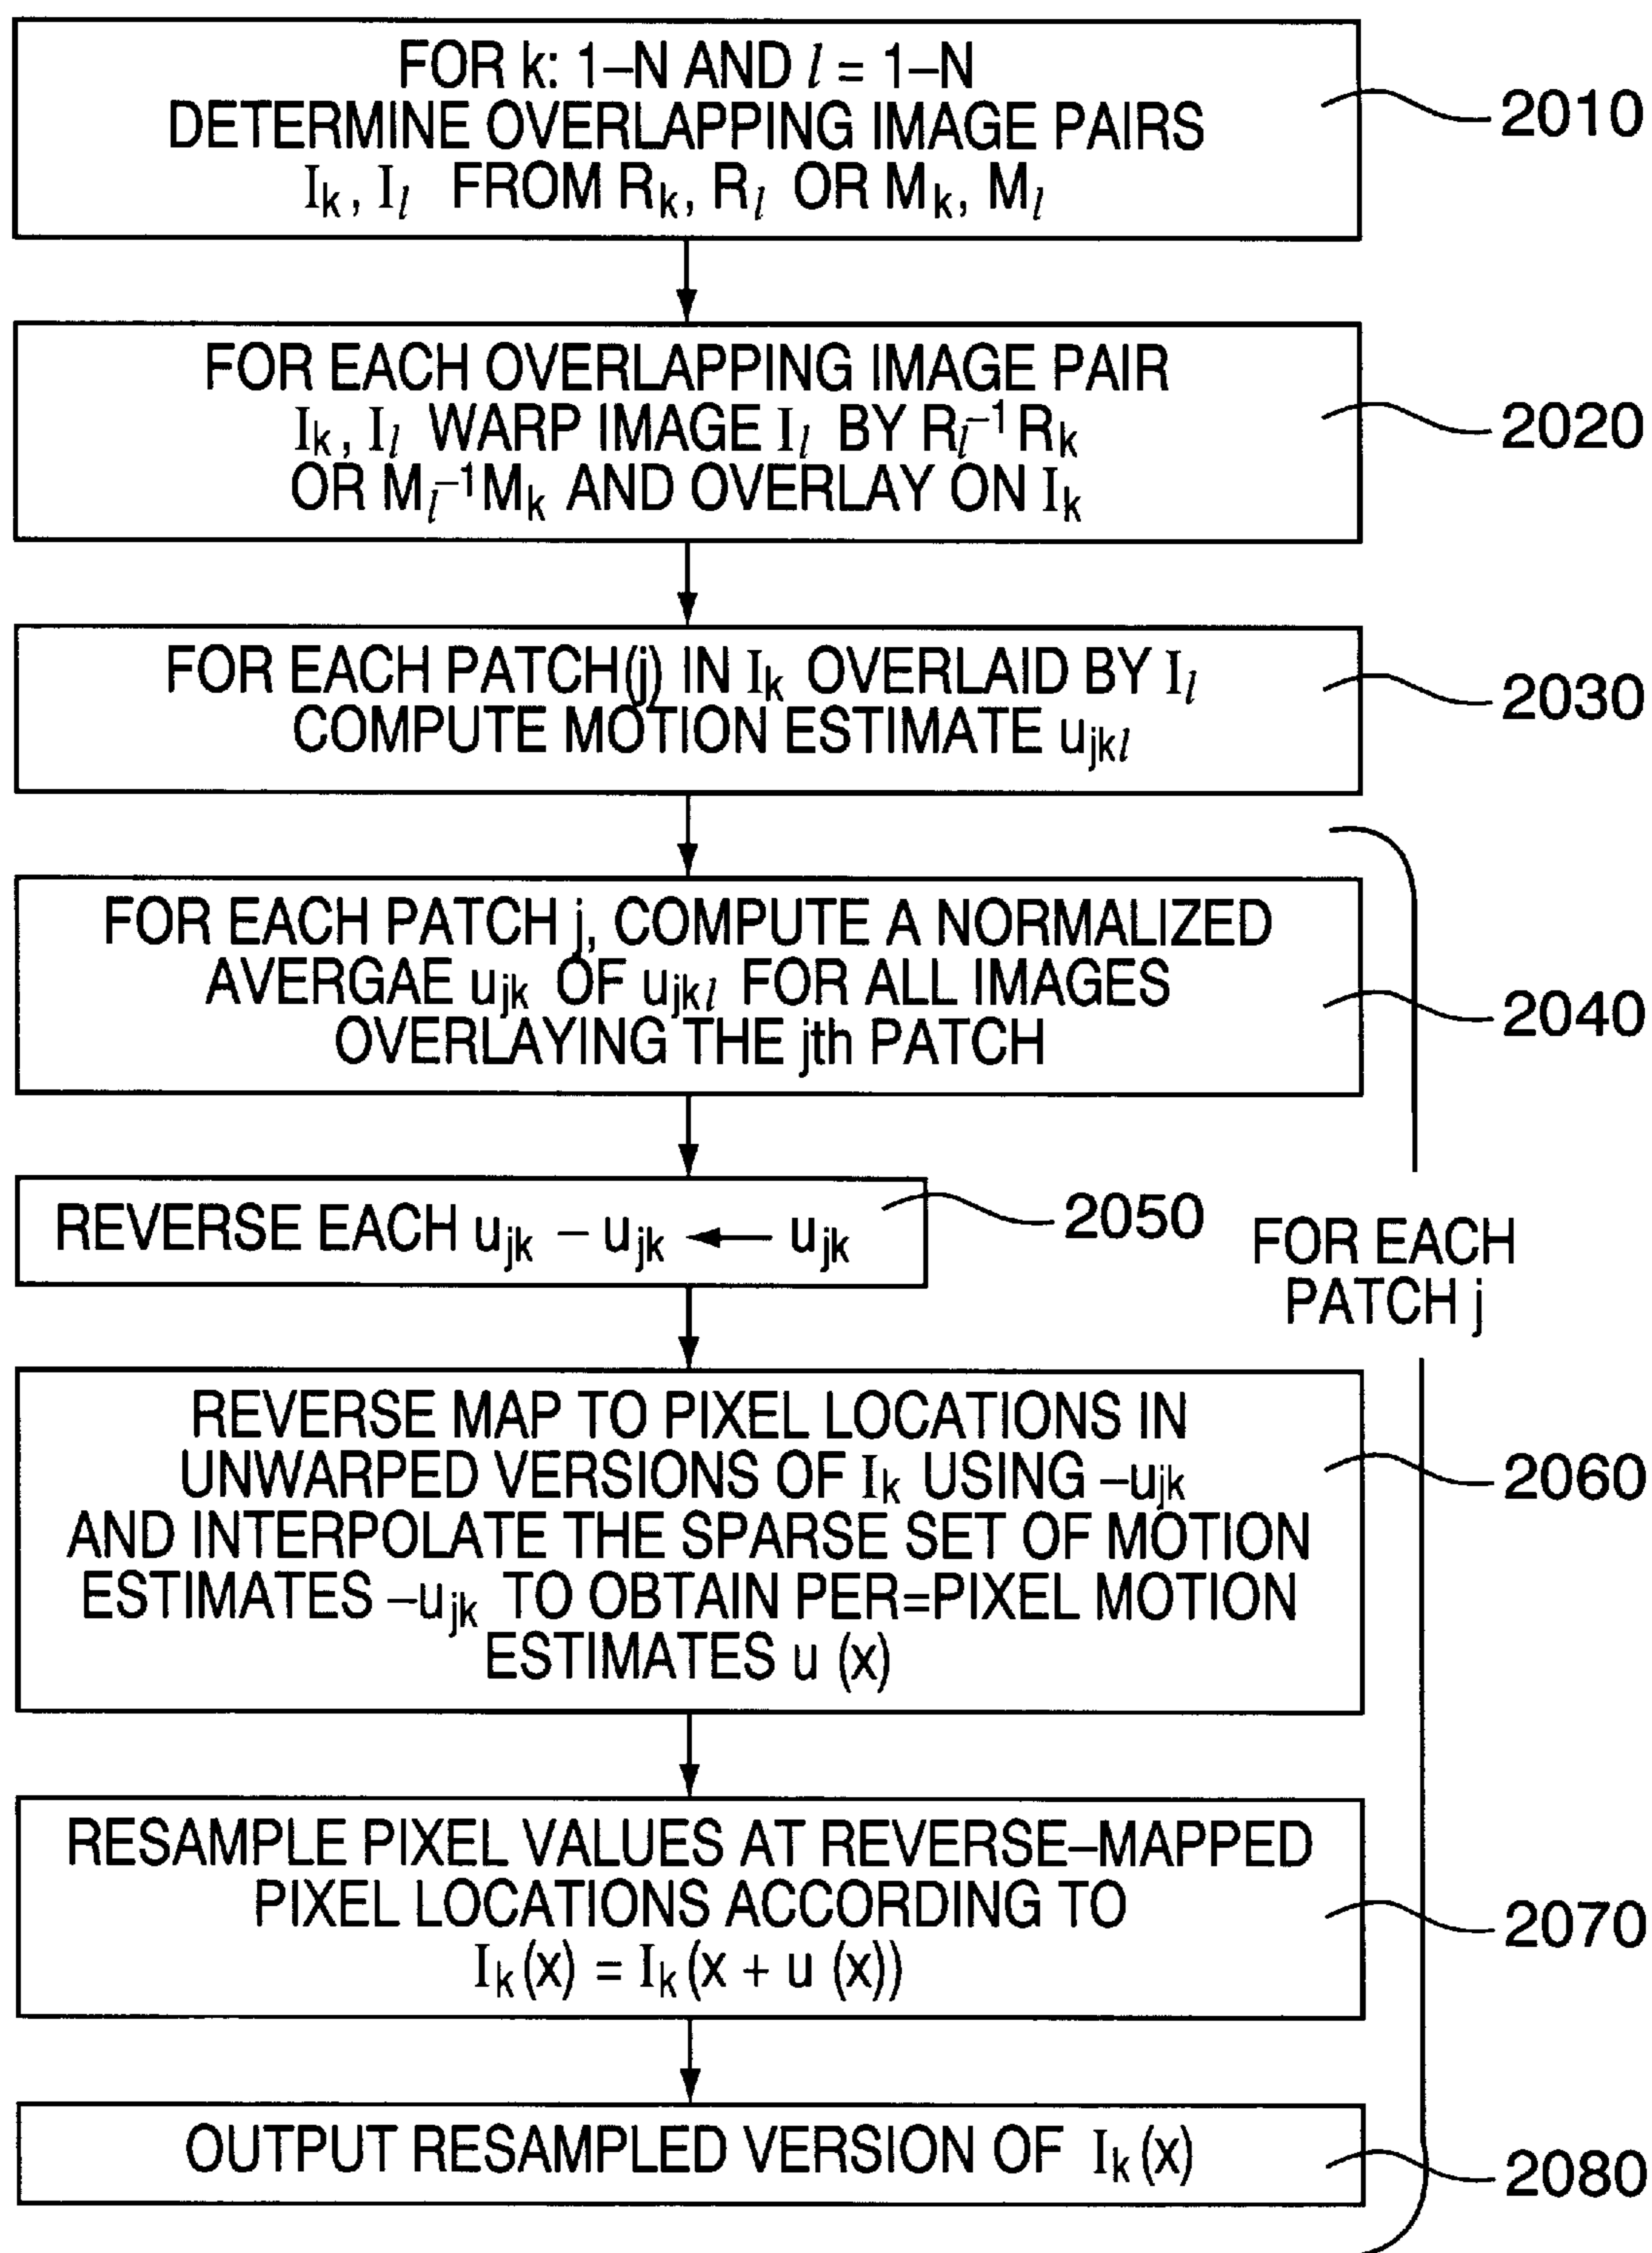 FOR k: 1–N AND l = 1–N
DETERMINE OVERLAPPING IMAGE PAIRS
Ik, Il FROM Rk, Rl OR Mk, Ml
2010
FOR EACH OVERLAPPING IMAGE PAIR
Ik, Il WARP IMAGE Il BY Rl–1Rk
OR Ml–1Mk AND OVERLAY ON Ik
2020
FOR EACH PATCH(j) IN Ik OVERLAID BY Il
COMPUTE MOTION ESTIMATE ujkl
2030
FOR EACH PATCH j, COMPUTE A NORMALIZED
AVERGAE ujk OF ujkl FOR ALL IMAGES
OVERLAYING THE jth PATCH
2040
REVERSE EACH ujk – ujk ← ujk
2050
FOR EACH
PATCH j
REVERSE MAP TO PIXEL LOCATIONS IN
UNWARPED VERSIONS OF Ik USING –ujk
AND INTERPOLATE THE SPARSE SET OF MOTION
ESTIMATES –ujk TO OBTAIN PER=PIXEL MOTION
ESTIMATES u (x)
2060
RESAMPLE PIXEL VALUES AT REVERSE–MAPPED
PIXEL LOCATIONS ACCORDING TO
Ik (x) = Ik (x + u (x))
2070
OUTPUT RESAMPLED VERSION OF Ik (x)
2080